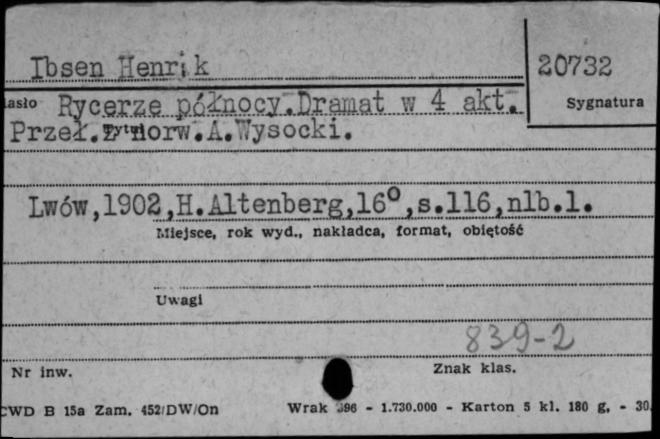 Ibsen Henrik
20732
Sygnatura
asło Rycerze północy.Dramat w 4 akt.
Przeł. norw.A.Wysocki.
Lwów,1902,H.Altenberg,16°,s.116,nlb.1.
Miejsce, rok wyd., nakładca, format, objętość
Uwagi
839-2
Nr inw.
Znak klas.
CWD B 15a Zam. 452/DW/On
Wrak 396 - 1.730.000 - Karton 5 kl. 180 g. - 30.